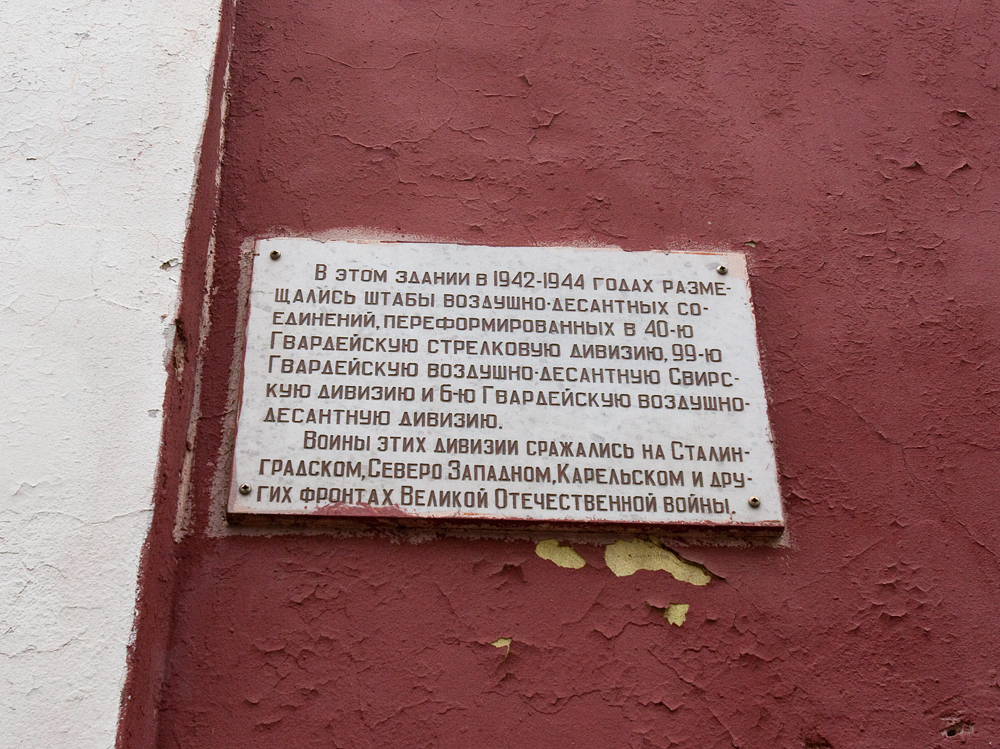 В этом здании в 1942-1944 годах разме-
щались штабы воздушно-десантных со-
единений, переформированных в 40-ю
Гвардейскую стрелковую дивизию, 99-ю
Гвардейскую воздушно-десантную Свирс-
кую дивизию и 6-ю Гвардейскую воздушно-
десантную дивизию.
Воины этих дивизии сражались на Сталин-
градском, Северо Западном, Карельском и дру-
гих фронтах Великой Отечественной войны.